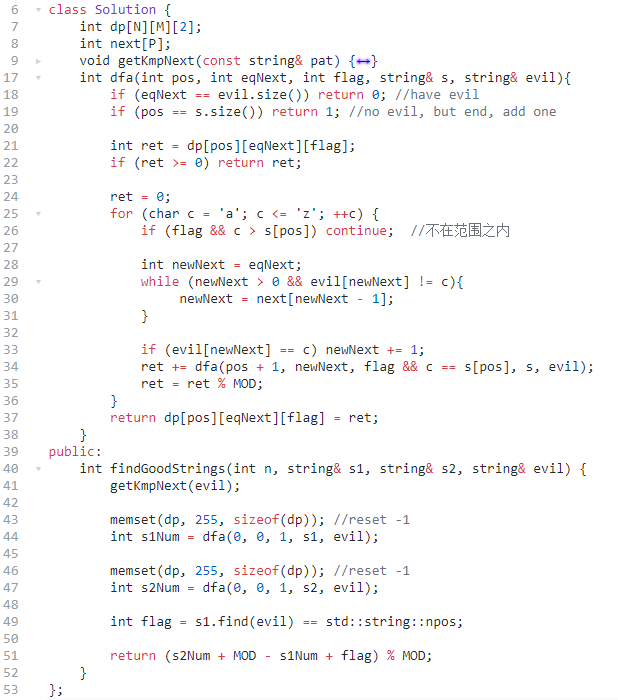 6 class Solution {
7     int dp[N][M][2];
8     int next[P];
9     void getKmpNext(const string& pat) {↔}
17     int dfa(int pos, int eqNext, int flag, string& s, string& evil){
18         if (eqNext == evil.size()) return 0; //have evil
19         if (pos == s.size()) return 1; //no evil, but end, add one
20
21         int ret = dp[pos][eqNext][flag];
22         if (ret >= 0) return ret;
23
24         ret = 0;
25         for (char c = 'a'; c <= 'z'; ++c) {
26             if (flag && c > s[pos]) continue;  //不在范围之内
27
28             int newNext = eqNext;
29             while (newNext > 0 && evil[newNext] != c){
30                 newNext = next[newNext - 1];
31             }
32
33             if (evil[newNext] == c) newNext += 1;
34             ret += dfa(pos + 1, newNext, flag && c == s[pos], s, evil);
35             ret = ret % MOD;
36         }
37         return dp[pos][eqNext][flag] = ret;
38     }
39 public:
40     int findGoodStrings(int n, string& s1, string& s2, string& evil) {
41         getKmpNext(evil);
42
43         memset(dp, 255, sizeof(dp)); //reset -1
44         int s1Num = dfa(0, 0, 1, s1, evil);
45
46         memset(dp, 255, sizeof(dp)); //reset -1
47         int s2Num = dfa(0, 0, 1, s2, evil);
48
49         int flag = s1.find(evil) == std::string::npos;
50
51         return (s2Num + MOD - s1Num + flag) % MOD;
52     }
53 };